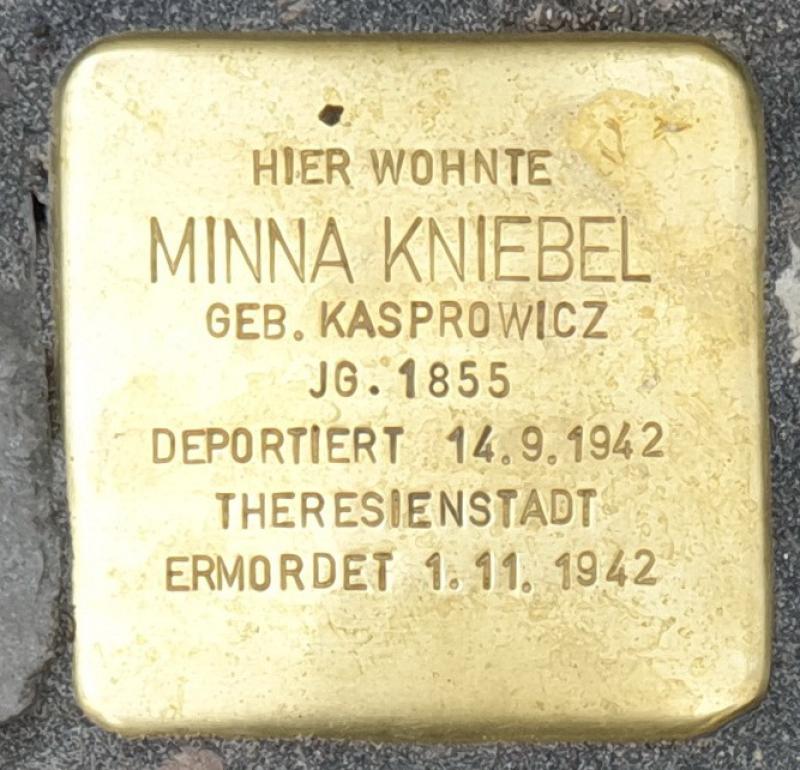 HIER WOHNTE
MINNA KNIEBEL
GEB. KASPROWICZ
JG. 1855
DEPORTIERT 14.9.1942
THERESIENSTADT
ERMORDET 1.11.1942